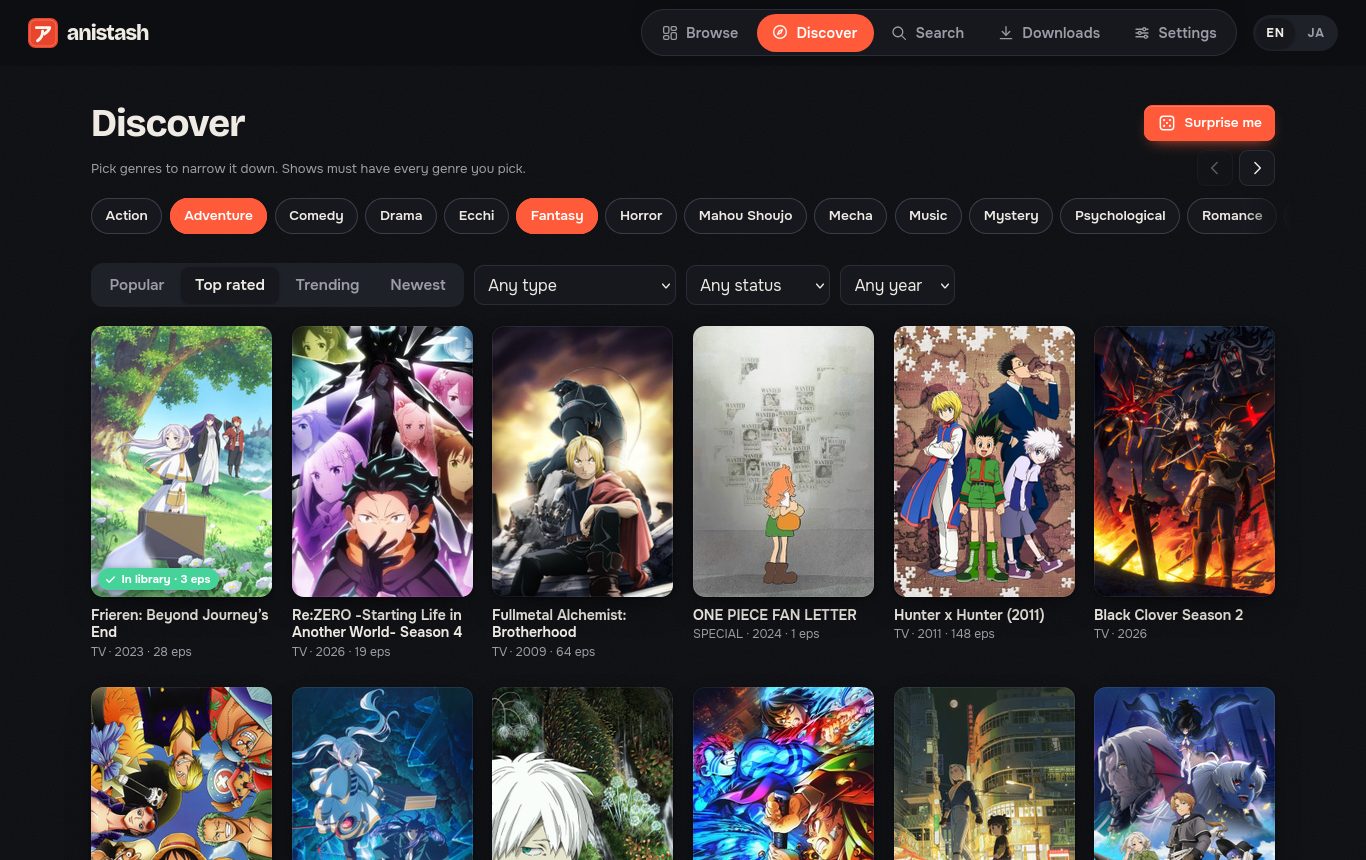 anistash
Browse
Discover
Search
Downloads
Settings
EN
JA
Discover
Surprise me
Pick genres to narrow it down. Shows must have every genre you pick.
Action
Adventure
Comedy
Drama
Ecchi
Fantasy
Horror
Mahou Shoujo
Mecha
Music
Mystery
Psychological
Romance
Popular
Top rated
Trending
Newest
Any type
Any status
Any year
WANTED
WANTED
WANTED
WANTED
In library · 3 eps
Frieren: Beyond Journey’s
End
TV · 2023 · 28 eps
Re:ZERO -Starting Life in
Another World- Season 4
TV · 2026 · 19 eps
Fullmetal Alchemist:
Brotherhood
TV · 2009 · 64 eps
ONE PIECE FAN LETTER
SPECIAL · 2024 · 1 eps
Hunter x Hunter (2011)
TV · 2011 · 148 eps
Black Clover Season 2
TV · 2026